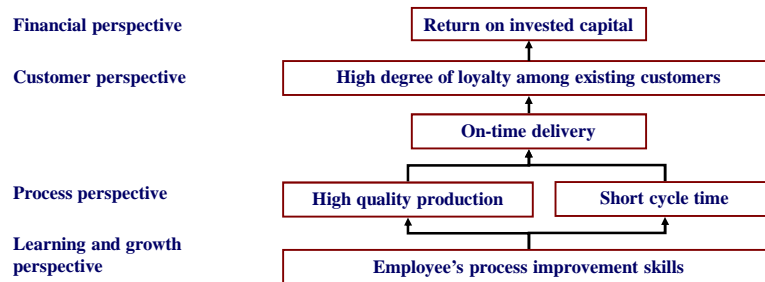 Financial perspective
Return on invested capital
Customer perspective
High degree of loyalty among existing customers
On-time delivery
Process perspective
High quality production
Short cycle time
Learning and growth
perspective
Employee's process improvement skills